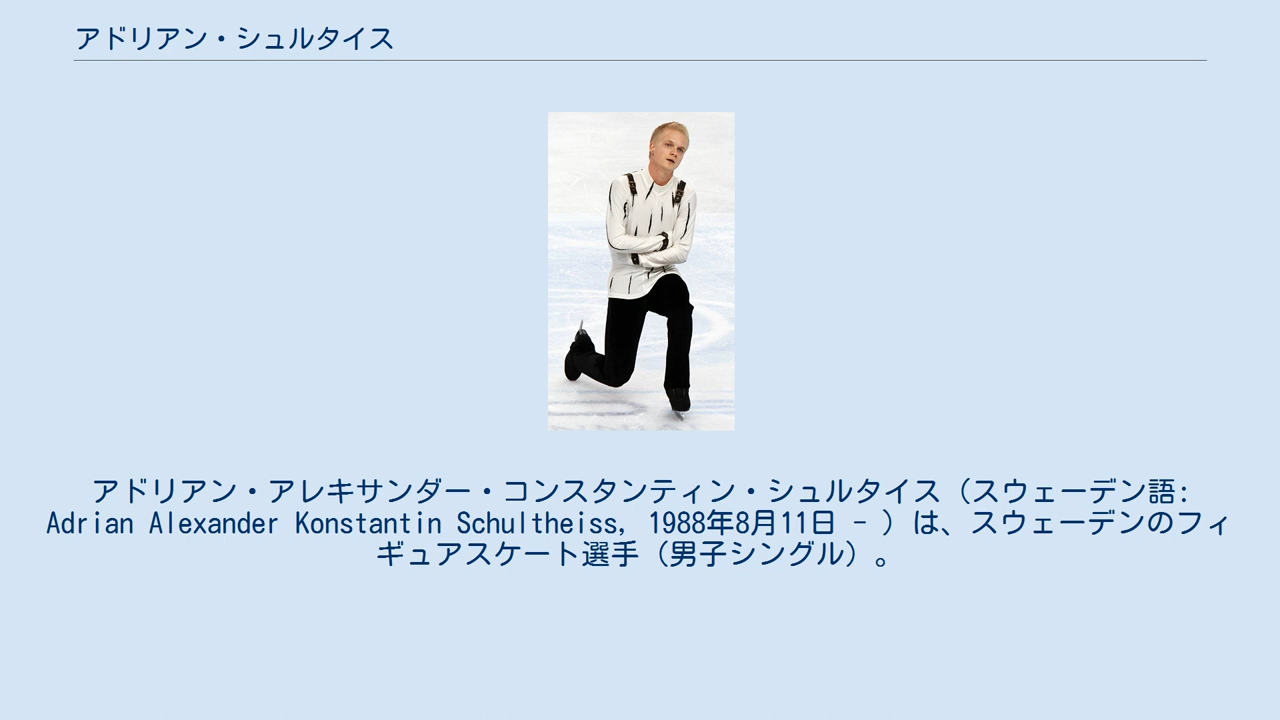 アドリアン・シュルタイス
アドリアン・アレキサンダー・コンスタンティン・シュルタイス（スウェーデン語:
Adrian Alexander Konstantin Schultheiss, 1988年8月11日 - ）は、スウェーデンのフィ
ギュアスケート選手（男子シングル）。